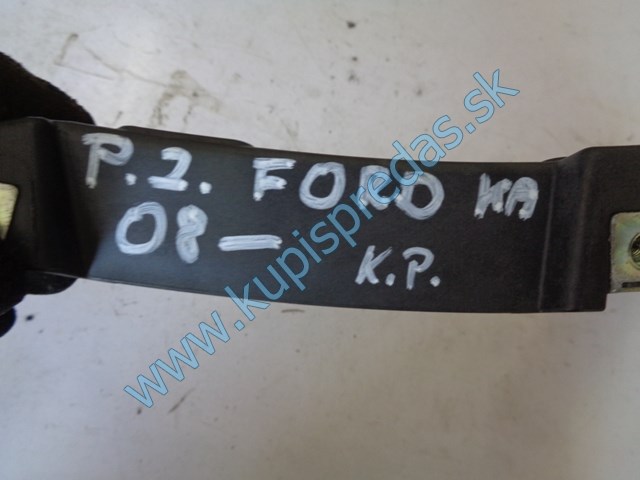 P.Z. FORD KA
08-
K.P.
www.kupispredas.sk